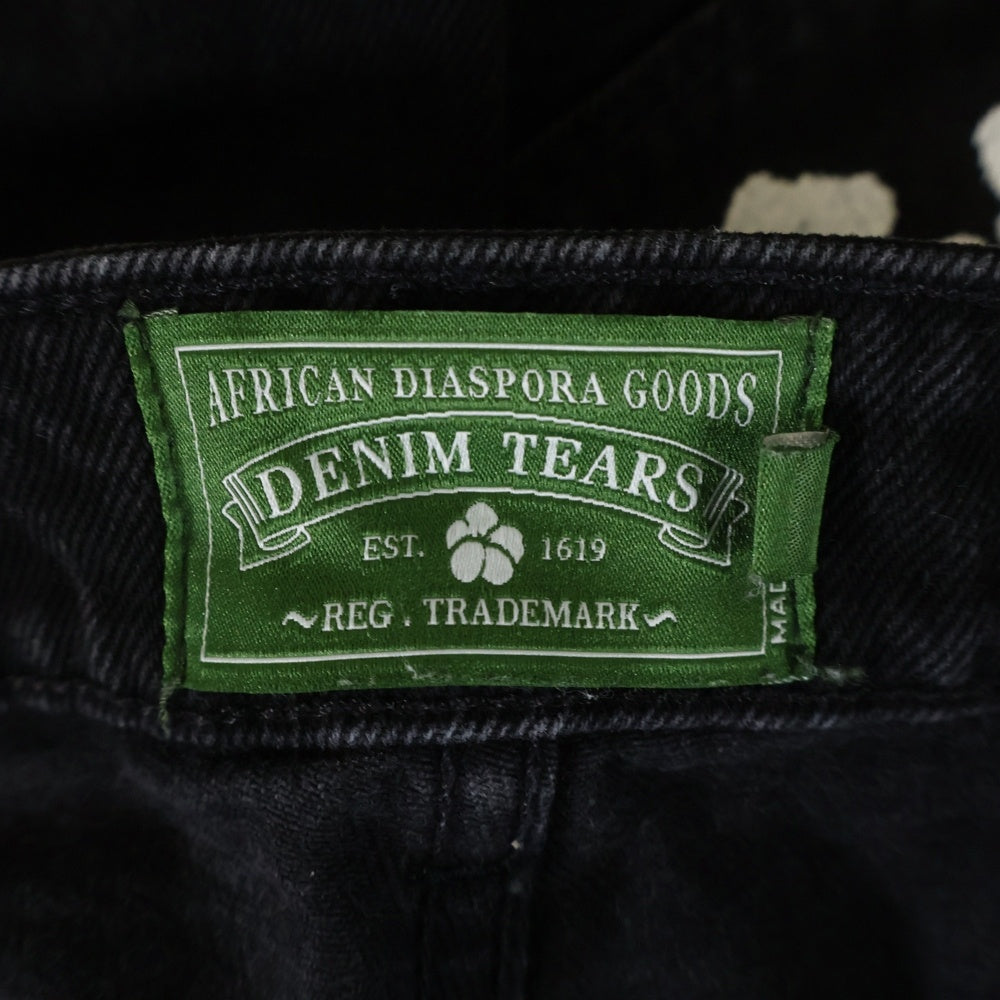 AFRICAN DIASPORA GOODS
DENIM TEARS
EST. 1619
~REG. TRADEMARK~